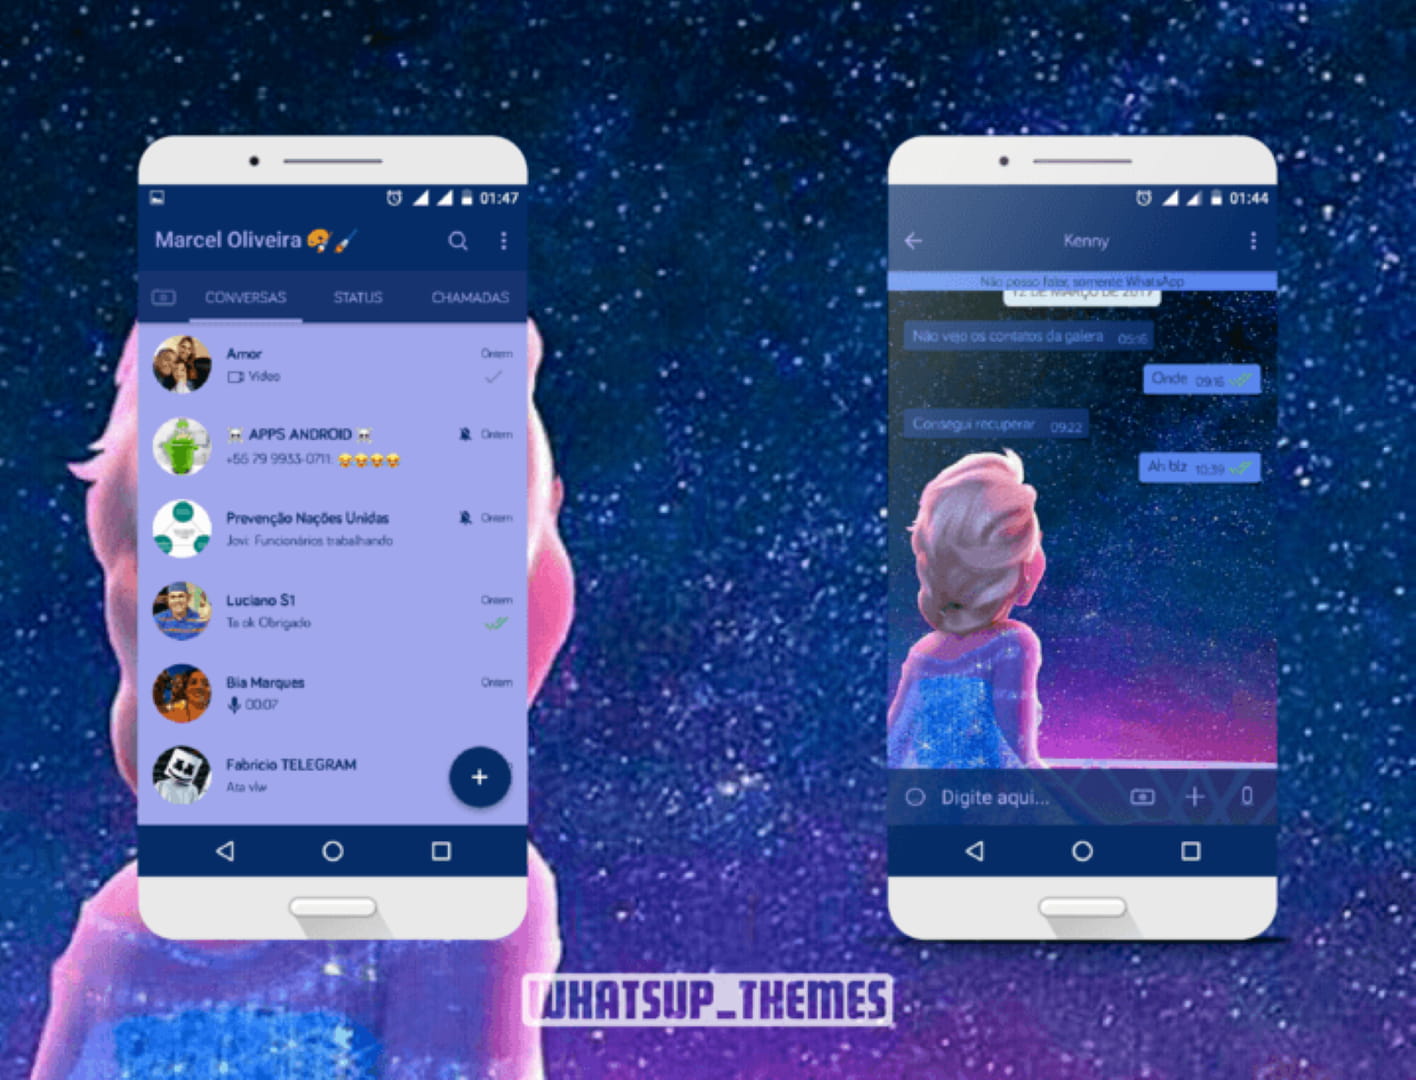 01:47
Marcel Oliveira
CONVERSAS STATUS CHAMADAS
Amor Ontem
Vídeo
APPS ANDROID Ontem
+55 79 9933-0711:
Prevenção Nações Unidas Ontem
Jovi: Funcionários trabalhando
Luciano S1 Ontem
Ta ok Obrigado
Bia Marques Ontem
00:07
Fabricio TELEGRAM
Ata vlw
01:44
Kenny
Não posso falar, somente WhatsApp
12 DE MARÇO DE 2017
Não vejo os contatos da galera 05:16
Onde 09:16
Consegui recuperar 09:22
Ah blz 10:39
Digite aqui...
WHATSUP_THEMES